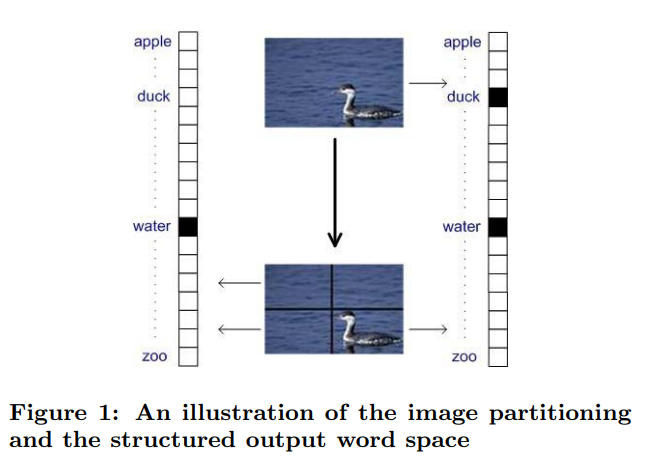 apple
duck
water
zoo
apple
duck
water
zoo
Figure 1: An illustration of the image partitioning
and the structured output word space